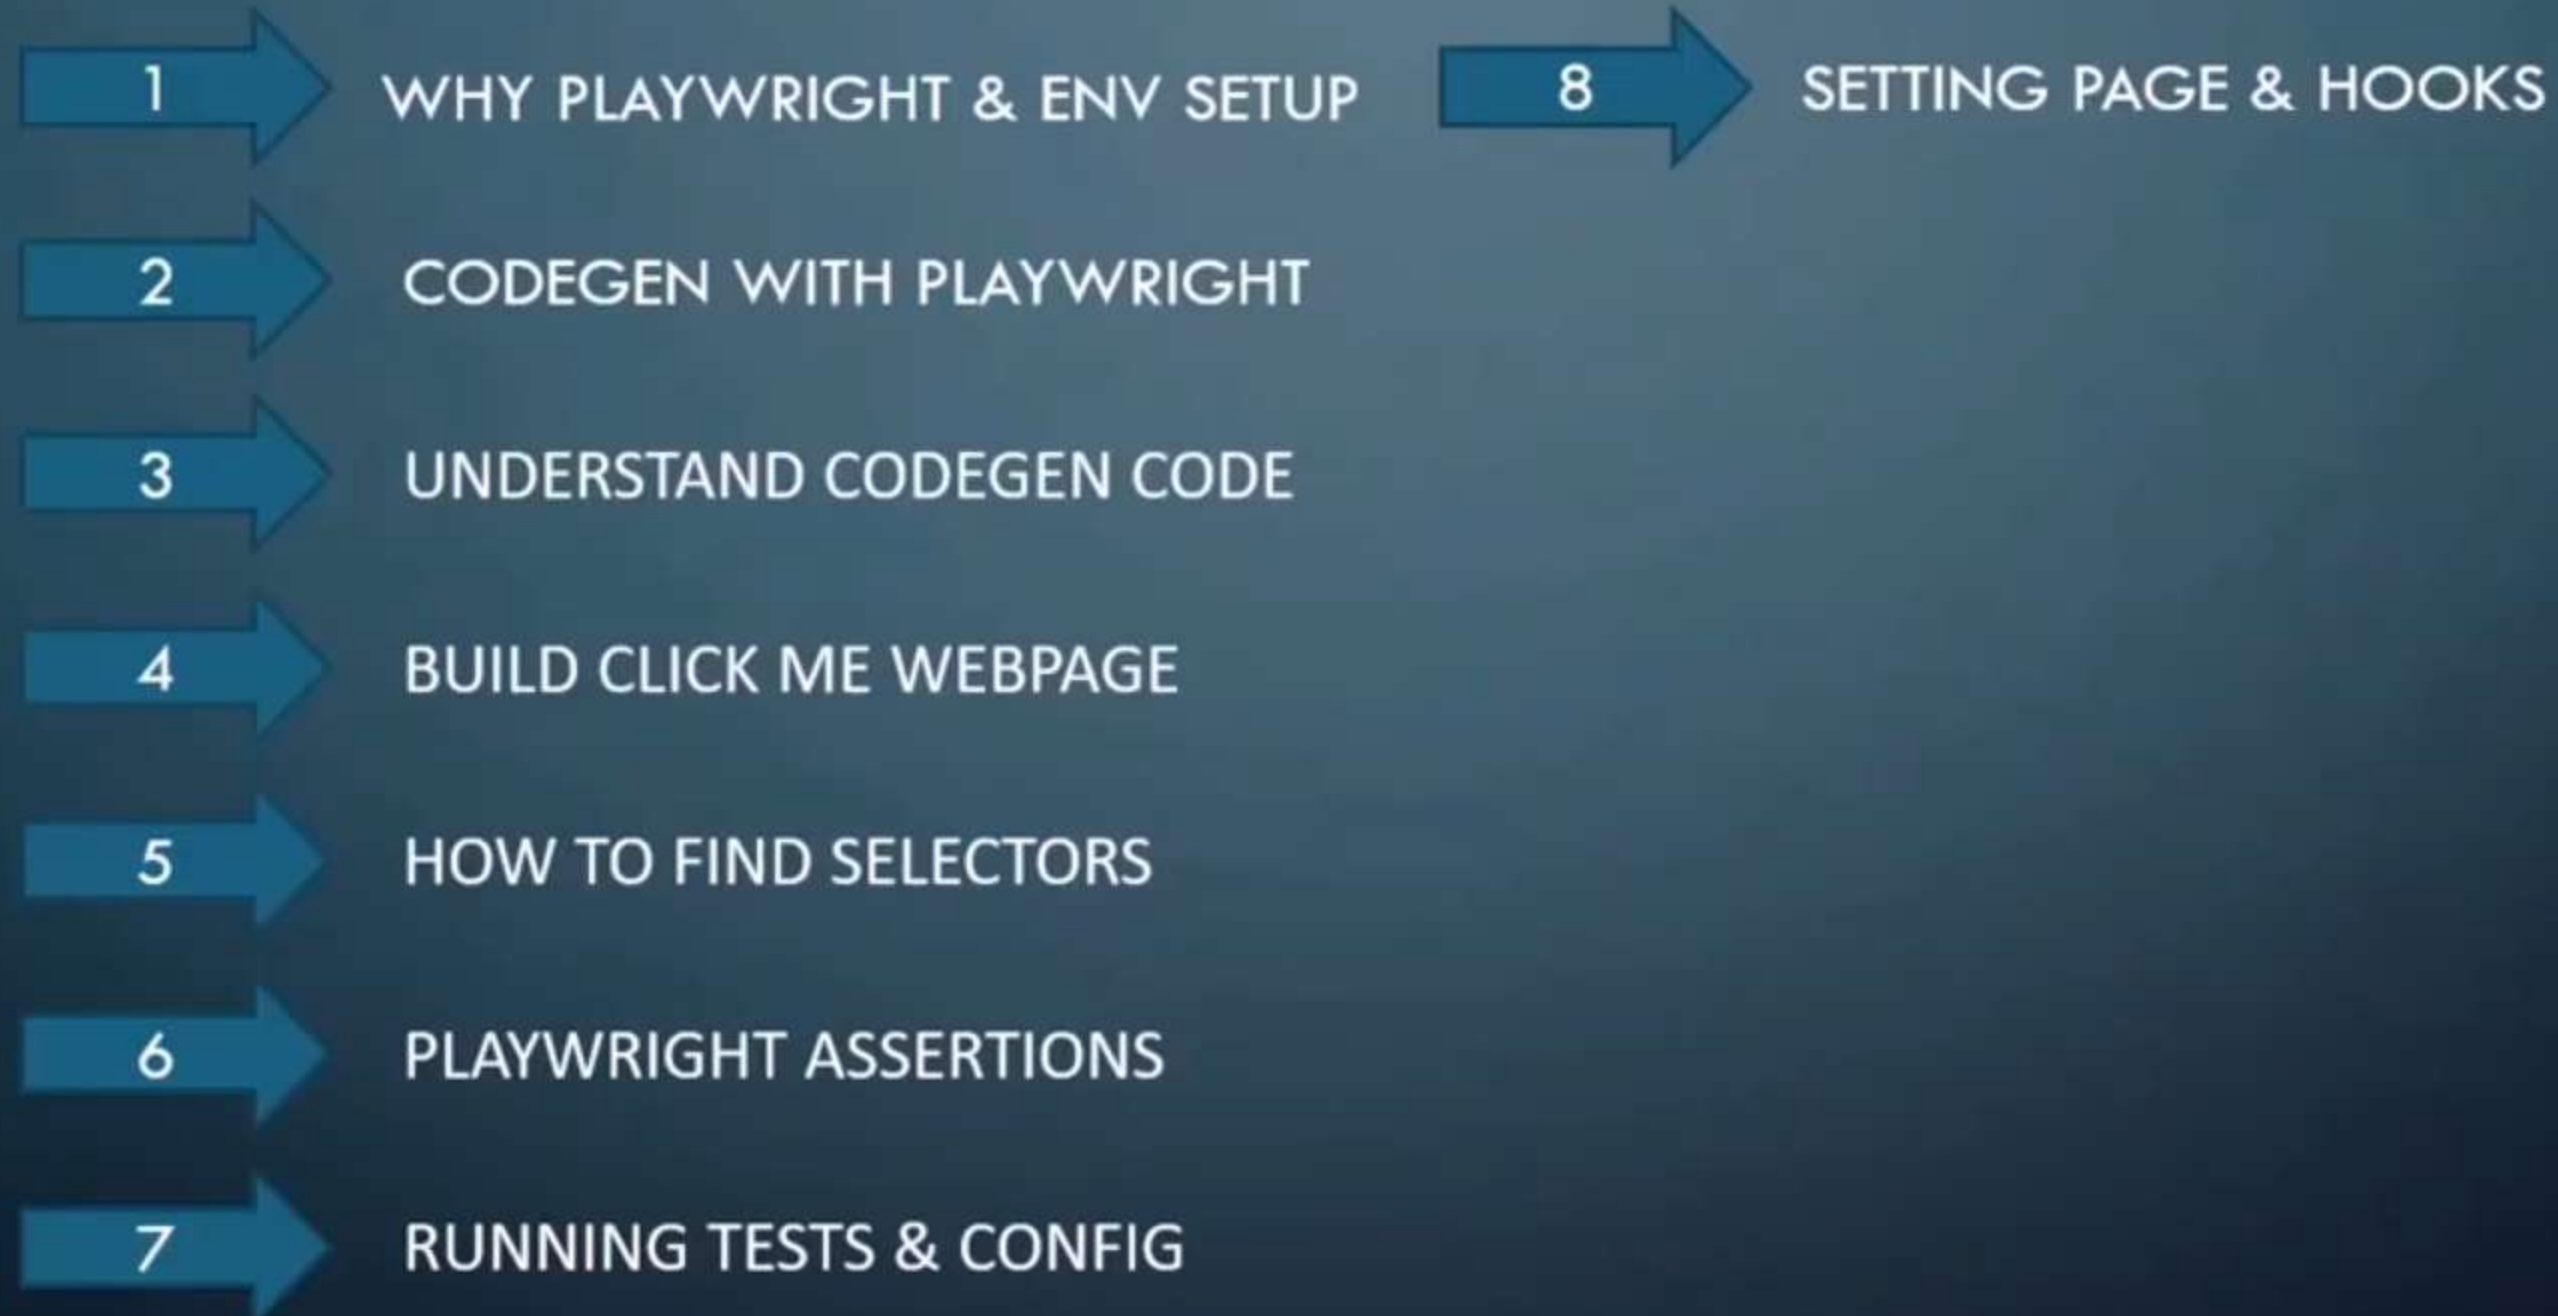 1 WHY PLAYWRIGHT & ENV SETUP
2 CODEGEN WITH PLAYWRIGHT
3 UNDERSTAND CODEGEN CODE
4 BUILD CLICK ME WEBPAGE
5 HOW TO FIND SELECTORS
6 PLAYWRIGHT ASSERTIONS
7 RUNNING TESTS & CONFIG
8 SETTING PAGE & HOOKS